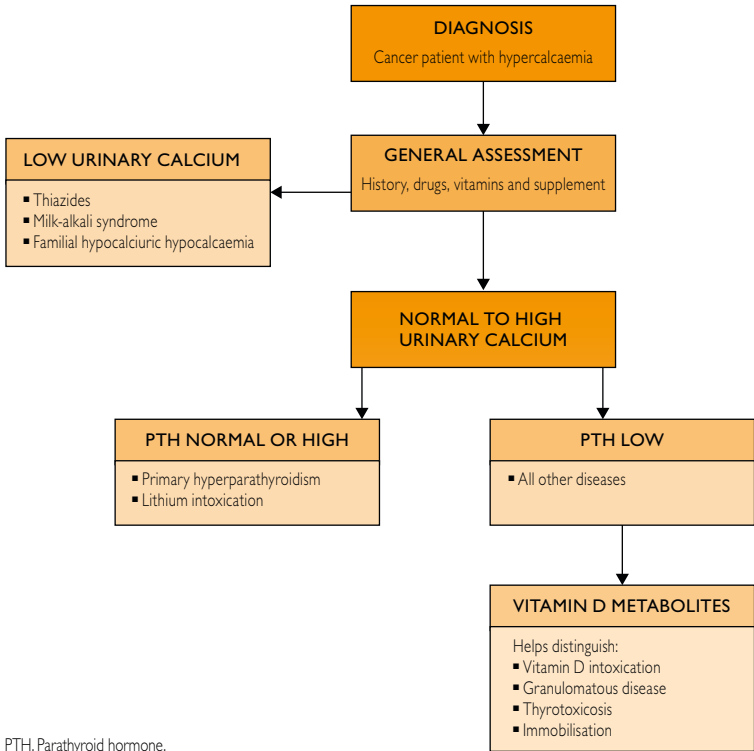 DIAGNOSIS
Cancer patient with hypercalcaemia
LOW URINARY CALCIUM
▪ Thiazides
▪ Milk-alkali syndrome
▪ Familial hypocalciuric hypocalcaemia
GENERAL ASSESSMENT
History, drugs, vitamins and supplement
NORMAL TO HIGH
URINARY CALCIUM
PTH NORMAL OR HIGH
▪ Primary hyperparathyroidism
▪ Lithium intoxication
PTH LOW
▪ All other diseases
VITAMIN D METABOLITES
Helps distinguish:
▪ Vitamin D intoxication
▪ Granulomatous disease
▪ Thyrotoxicosis
▪ Immobilisation
PTH, Parathyroid hormone.